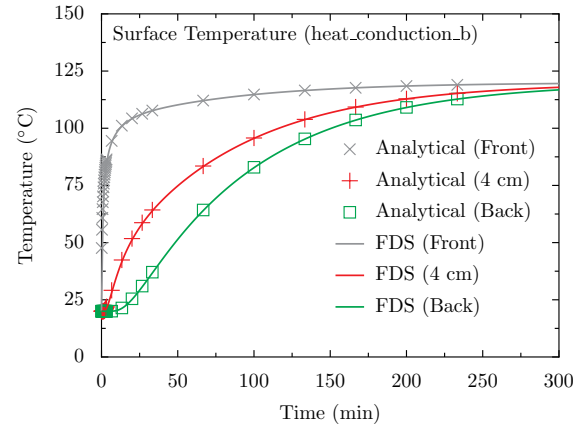 Surface Temperature (heat_conduction_b)
150
125
100
75
50
25
0
Temperature (°C)
Analytical (Front)
Analytical (4 cm)
Analytical (Back)
FDS (Front)
FDS (4 cm)
FDS (Back)
0 50 100 150 200 250 300
Time (min)